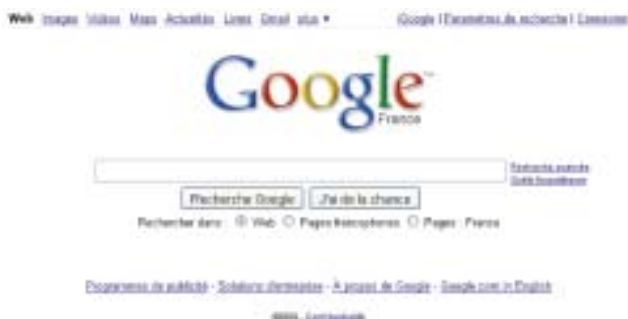 Web Images Vidéos Maps Actualités Livres Gmail plus ▼ iGoogle | Paramètres de recherche | Connexion
Google™
France
Recherche avancée
Outils linguistiques
Recherche Google J'ai de la chance
Rechercher dans : Web Pages francophones Pages : France
Programmes de publicité - Solutions d'entreprise - À propos de Google - Google.com in English
Confidentialité